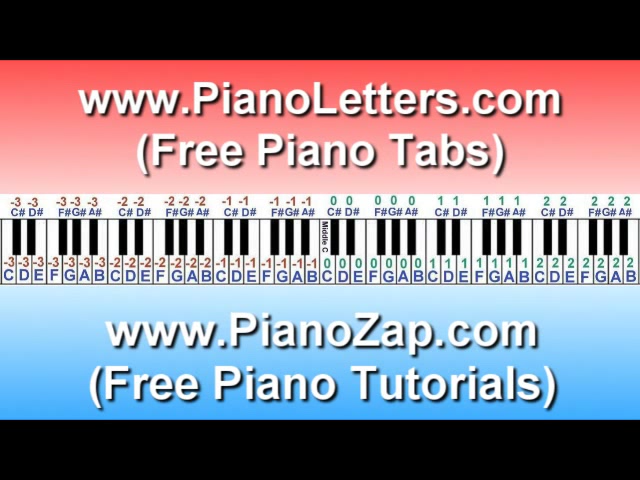 www.PianoLetters.com
(Free Piano Tabs)
-3 -3 -3 -3 -3 -2 -2 -2 -2 -2 -1 -1 -1 -1 -1 0 0 0 0 0 1 1 1 1 1 2 2 2 2 2
C# D# F# G# A# C# D# F# G# A# C# D# F# G# A# C# D# F# G# A# C# D# F# G# A# C# D# F# G# A#
Middle C
-3 -3 -3 -3 -3 -3 -3 -2 -2 -2 -2 -2 -2 -2 -1 -1 -1 -1 -1 -1 -1 0 0 0 0 0 0 0 1 1 1 1 1 1 1 2 2 2 2 2 2 2
C D E F G A B C D E F G A B C D E F G A B C D E F G A B C D E F G A B C D E F G A B
www.PianoZap.com
(Free Piano Tutorials)